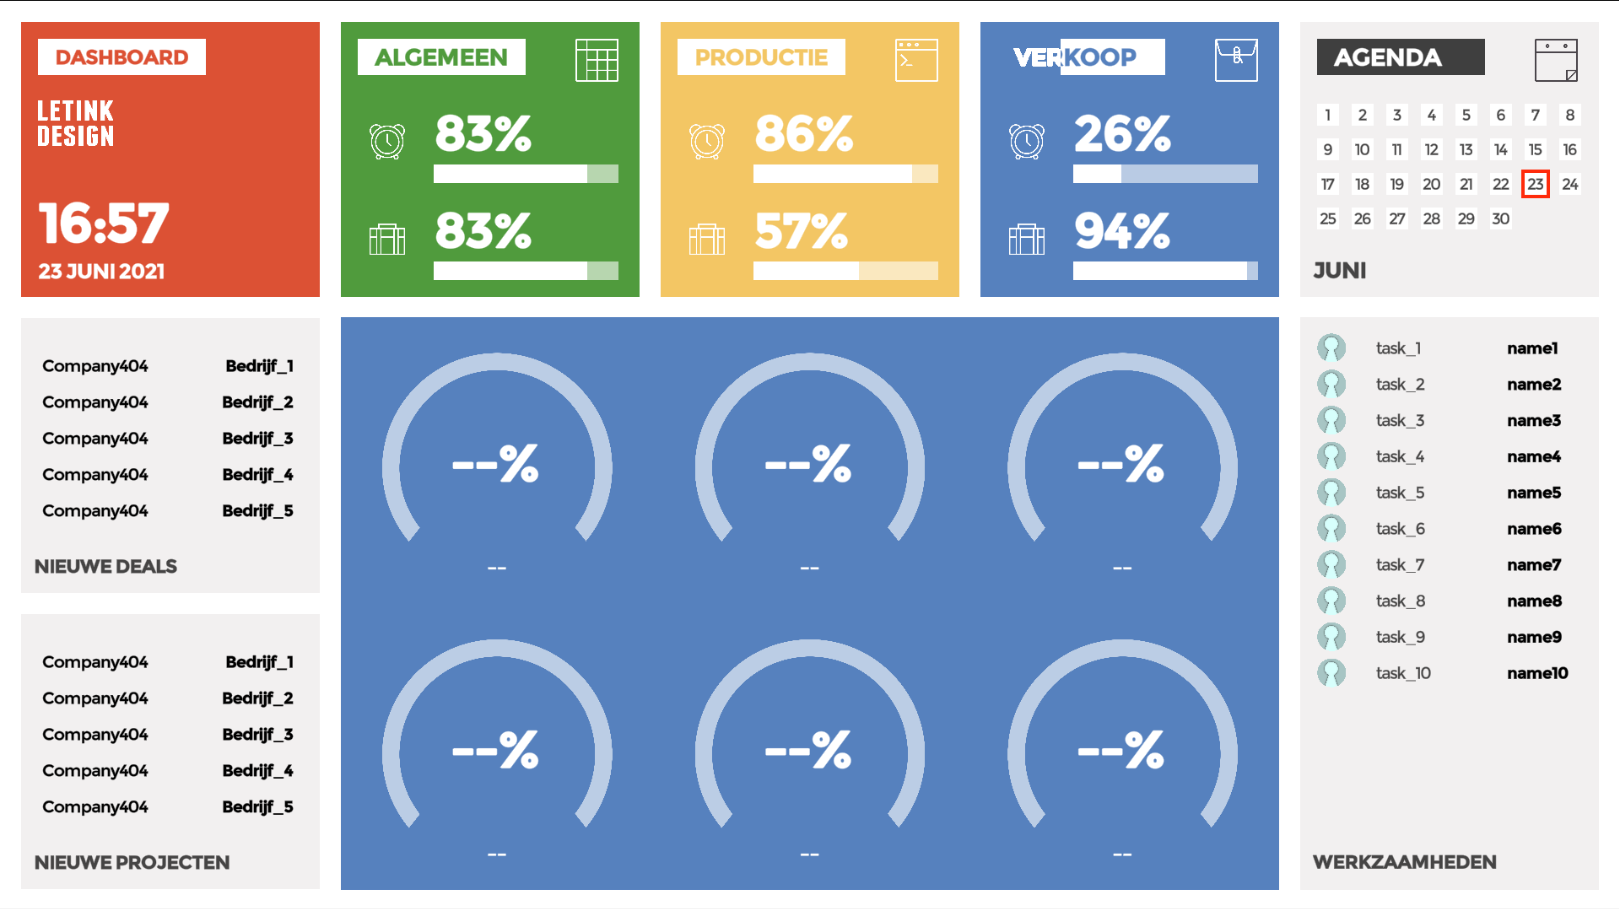 DASHBOARD
LETINK
DESIGN
16:57
23 JUNI 2021
ALGEMEEN
83%
83%
PRODUCTIE
86%
57%
VERKOOP
26%
94%
AGENDA
1 2 3 4 5 6 7 8
9 10 11 12 13 14 15 16
17 18 19 20 21 22 23 24
25 26 27 28 29 30
JUNI
Company404 Bedrijf_1
Company404 Bedrijf_2
Company404 Bedrijf_3
Company404 Bedrijf_4
Company404 Bedrijf_5
NIEUWE DEALS
Company404 Bedrijf_1
Company404 Bedrijf_2
Company404 Bedrijf_3
Company404 Bedrijf_4
Company404 Bedrijf_5
NIEUWE PROJECTEN
--% --% --%
-- -- --
--% --% --%
-- -- --
task_1 name1
task_2 name2
task_3 name3
task_4 name4
task_5 name5
task_6 name6
task_7 name7
task_8 name8
task_9 name9
task_10 name10
WERKZAAMHEDEN